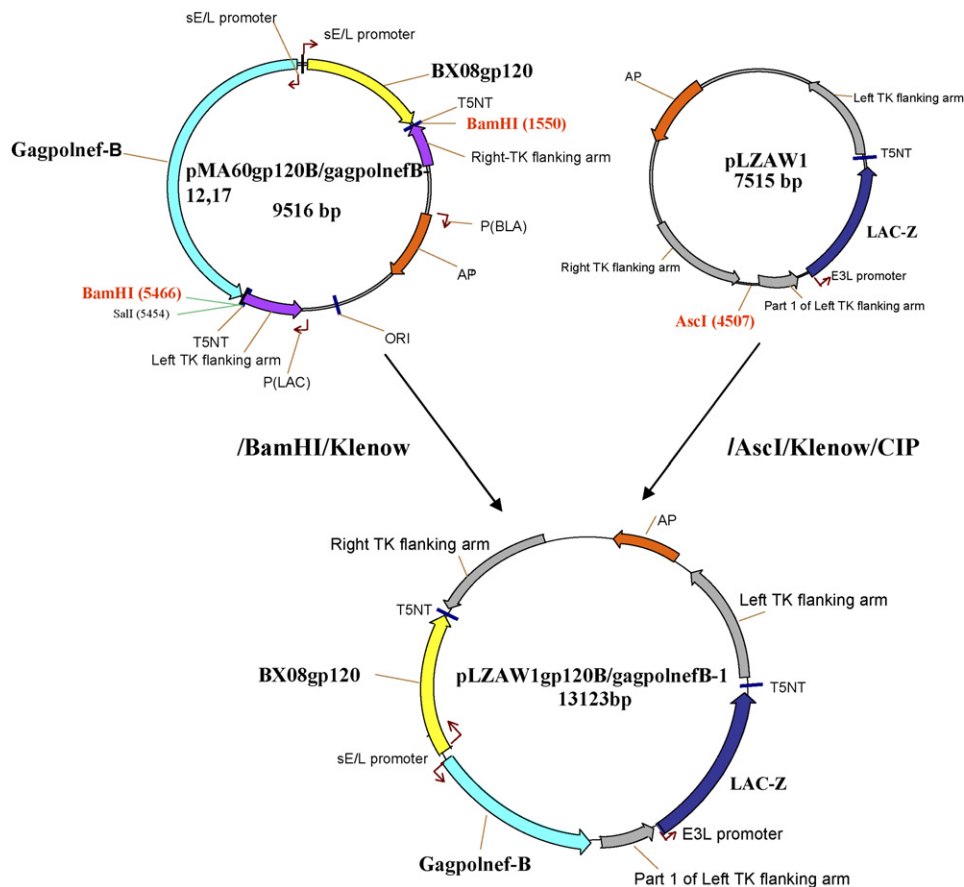 sE/L promoter
sE/L promoter
BX08gp120
T5NT
BamHI (1550)
Right-TK flanking arm
Gagpolnef-B
pMA60gp120B/gagpolnefB-
12,17
9516 bp
P(BLA)
AP
BamHI (5466)
SalI (5454)
T5NT
Left TK flanking arm
P(LAC)
ORI
AP
Left TK flanking arm
T5NT
pLZAW1
7515 bp
LAC-Z
Right TK flanking arm
E3L promoter
Part 1 of Left TK flanking arm
AscI (4507)
/BamHI/Klenow
/AscI/Klenow/CIP
AP
Right TK flanking arm
Left TK flanking arm
T5NT
BX08gp120
pLZAW1gp120B/gagpolnefB-1
13123bp
T5NT
sE/L promoter
LAC-Z
E3L promoter
Gagpolnef-B
Part 1 of Left TK flanking arm